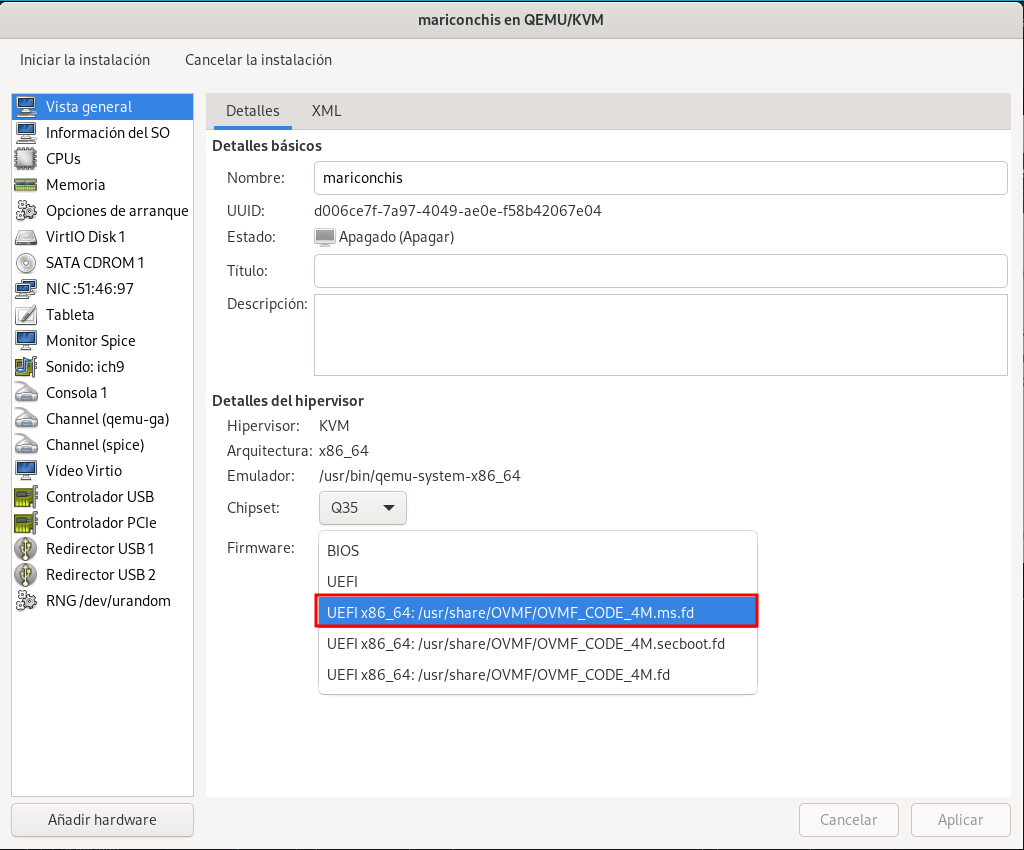 mariconchis en QEMU/KVM
Iniciar la instalación Cancelar la instalación
Vista general
Información del SO
CPUs
Memoria
Opciones de arranque
VirtIO Disk 1
SATA CDROM 1
NIC :51:46:97
Tableta
Monitor Spice
Sonido: ich9
Consola 1
Channel (qemu-ga)
Channel (spice)
Vídeo Virtio
Controlador USB
Controlador PCIe
Redirector USB 1
Redirector USB 2
RNG /dev/urandom
Añadir hardware
Detalles XML
Detalles básicos
Nombre: mariconchis
UUID: d006ce7f-7a97-4049-ae0e-f58b42067e04
Estado: Apagado (Apagar)
Título:
Descripción:
Detalles del hipervisor
Hipervisor: KVM
Arquitectura: x86_64
Emulador: /usr/bin/qemu-system-x86_64
Chipset: Q35
Firmware: BIOS
UEFI
UEFI x86_64: /usr/share/OVMF/OVMF_CODE_4M.ms.fd
UEFI x86_64: /usr/share/OVMF/OVMF_CODE_4M.secboot.fd
UEFI x86_64: /usr/share/OVMF/OVMF_CODE_4M.fd
Cancelar Aplicar